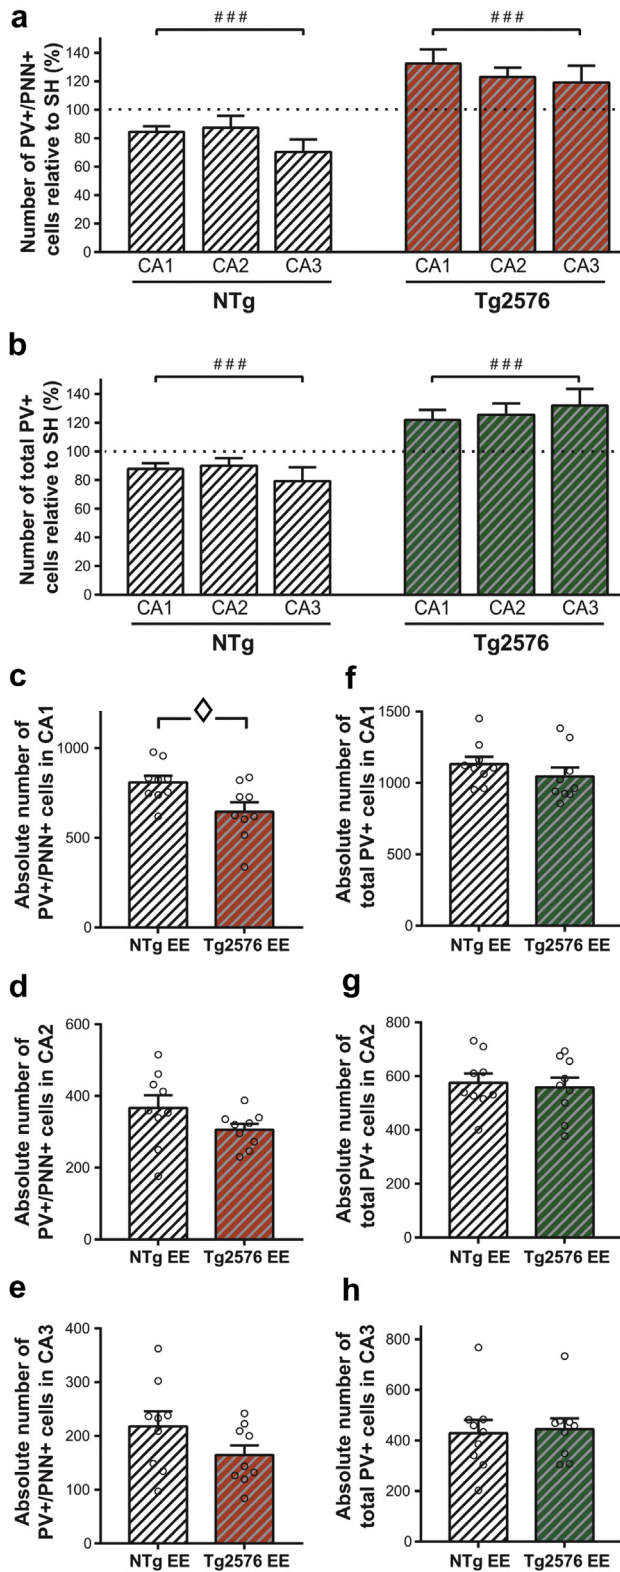 a
# # #
# # #
Number of PV+/PNN+
cells relative to SH (%)
140
120
100
80
60
40
20
0
CA1 CA2 CA3 CA1 CA2 CA3
NTg Tg2576
b
# # #
# # #
Number of total PV+
cells relative to SH (%)
140
120
100
80
60
40
20
0
CA1 CA2 CA3 CA1 CA2 CA3
NTg Tg2576
c
Absolute number of
PV+/PNN+ cells in CA1
1000
500
0
NTg EE Tg2576 EE
f
Absolute number of
total PV+ cells in CA1
1500
1000
500
0
NTg EE Tg2576 EE
d
Absolute number of
PV+/PNN+ cells in CA2
600
400
200
0
NTg EE Tg2576 EE
g
Absolute number of
total PV+ cells in CA2
800
600
400
200
0
NTg EE Tg2576 EE
e
Absolute number of
PV+/PNN+ cells in CA3
400
300
200
100
0
NTg EE Tg2576 EE
h
Absolute number of
total PV+ cells in CA3
800
600
400
200
0
NTg EE Tg2576 EE